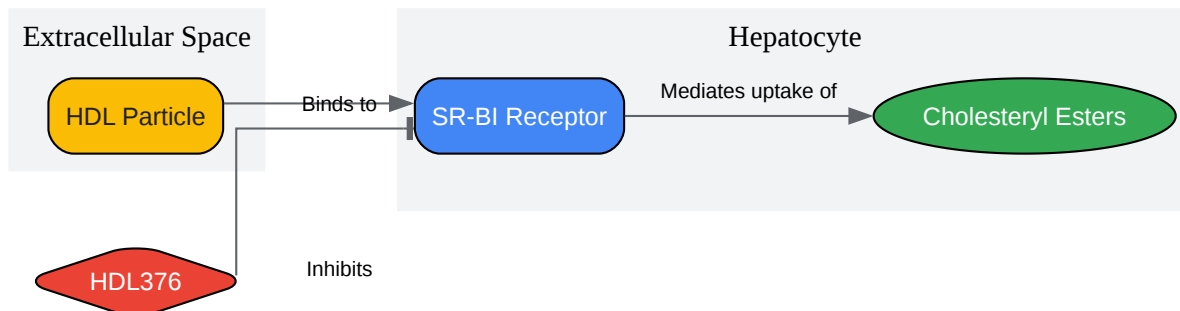 Extracellular Space
Hepatocyte
HDL Particle
Binds to
SR-BI Receptor
Mediates uptake of
Cholesteryl Esters
HDL376
Inhibits